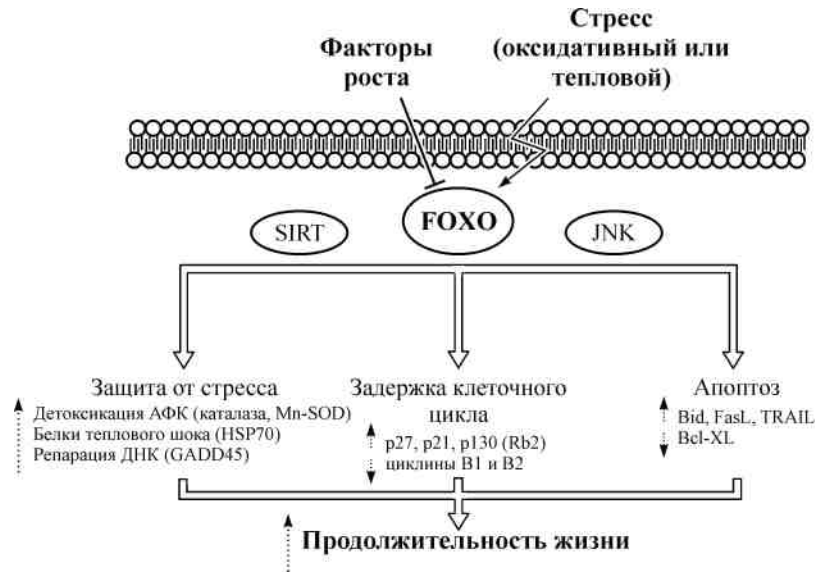 Факторы
роста
Стресс
(оксидативный или
тепловой)
SIRT
FOXO
JNK
Защита от стресса
Детоксикация АФК (каталаза, Mn-SOD)
Белки теплового шока (HSP70)
Репарация ДНК (GADD45)
Задержка клеточного
цикла
p27, p21, p130 (Rb2)
циклины B1 и B2
Апоптоз
Bid, FasL, TRAIL
Bcl-XL
Продолжительность жизни